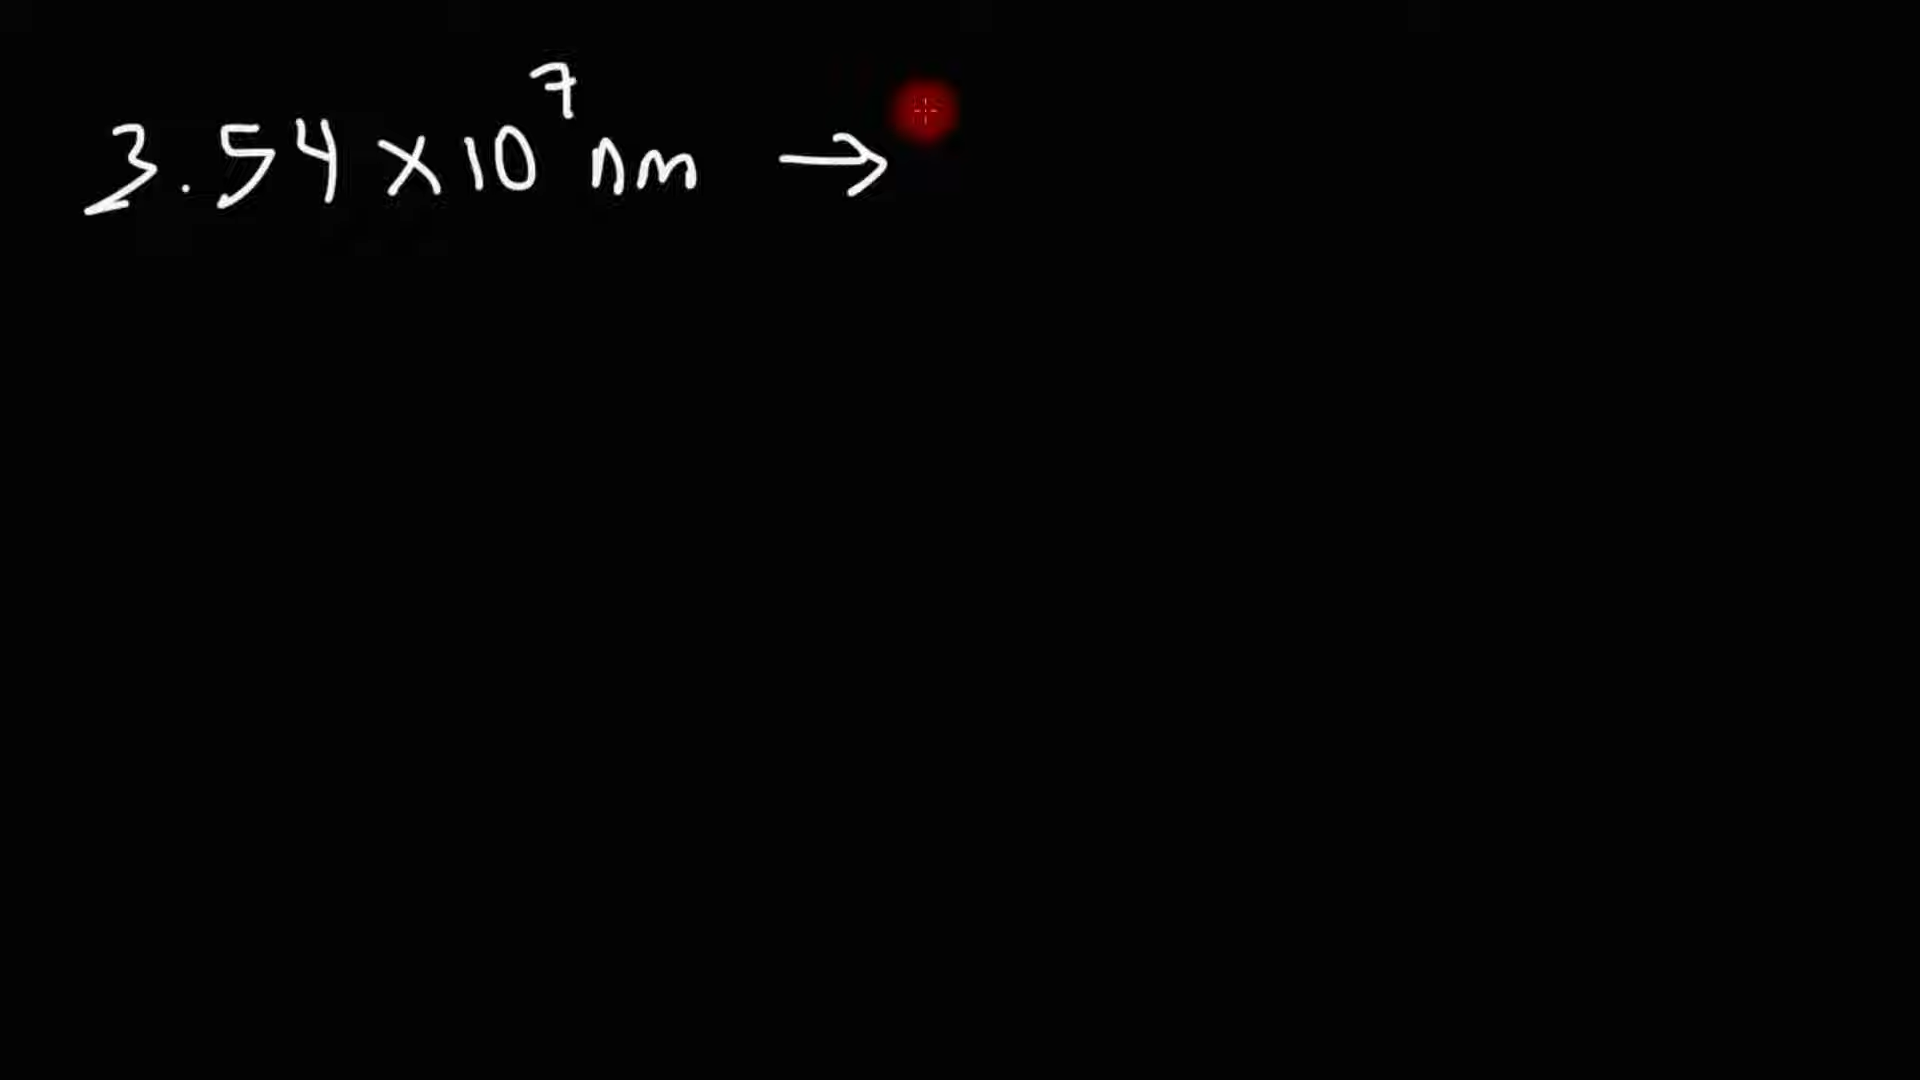 3.54 × 10⁷ nm →